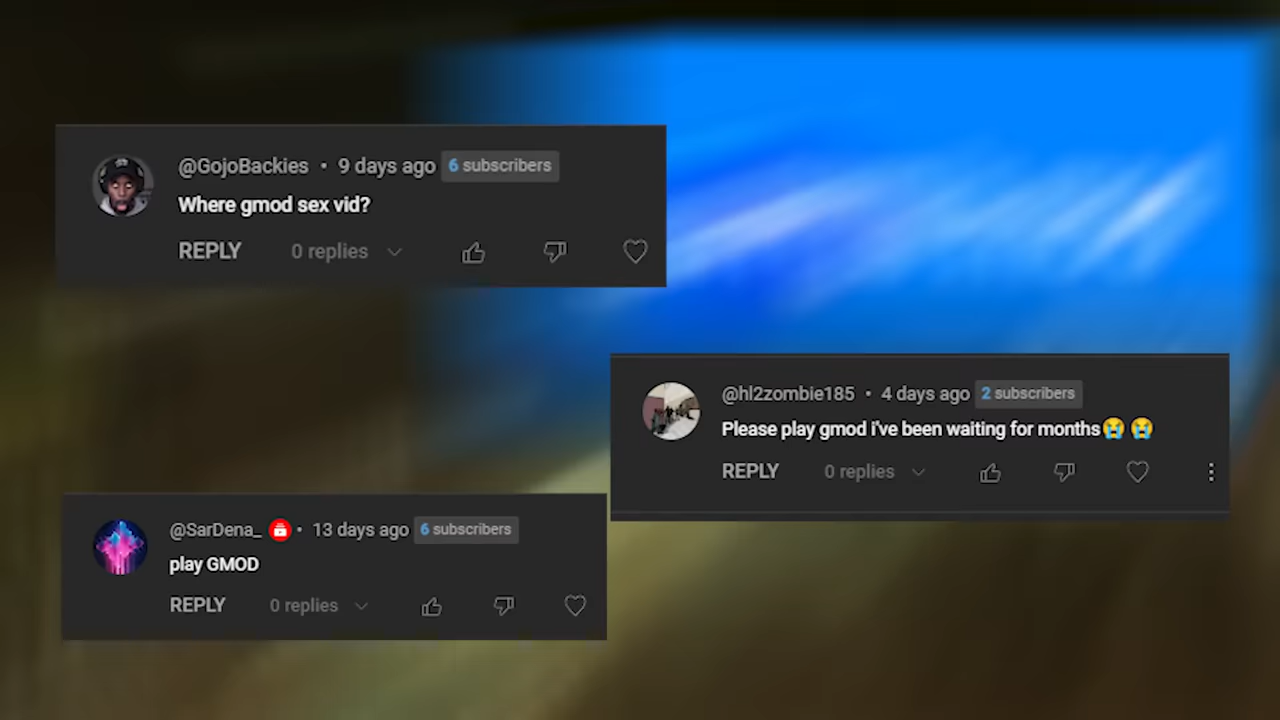 @GojoBackies • 9 days ago 6 subscribers
Where gmod sex vid?
REPLY 0 replies
@hl2zombie185 • 4 days ago 2 subscribers
Please play gmod i've been waiting for months😭 😭
REPLY 0 replies
@SarDena_ • 13 days ago 6 subscribers
play GMOD
REPLY 0 replies